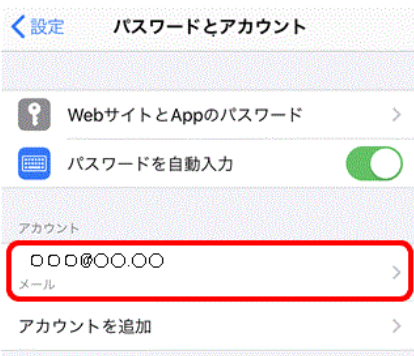 設定
パスワードとアカウント
WebサイトとAppのパスワード
パスワードを自動入力
アカウント
□□□@○○.○○
メール
アカウントを追加